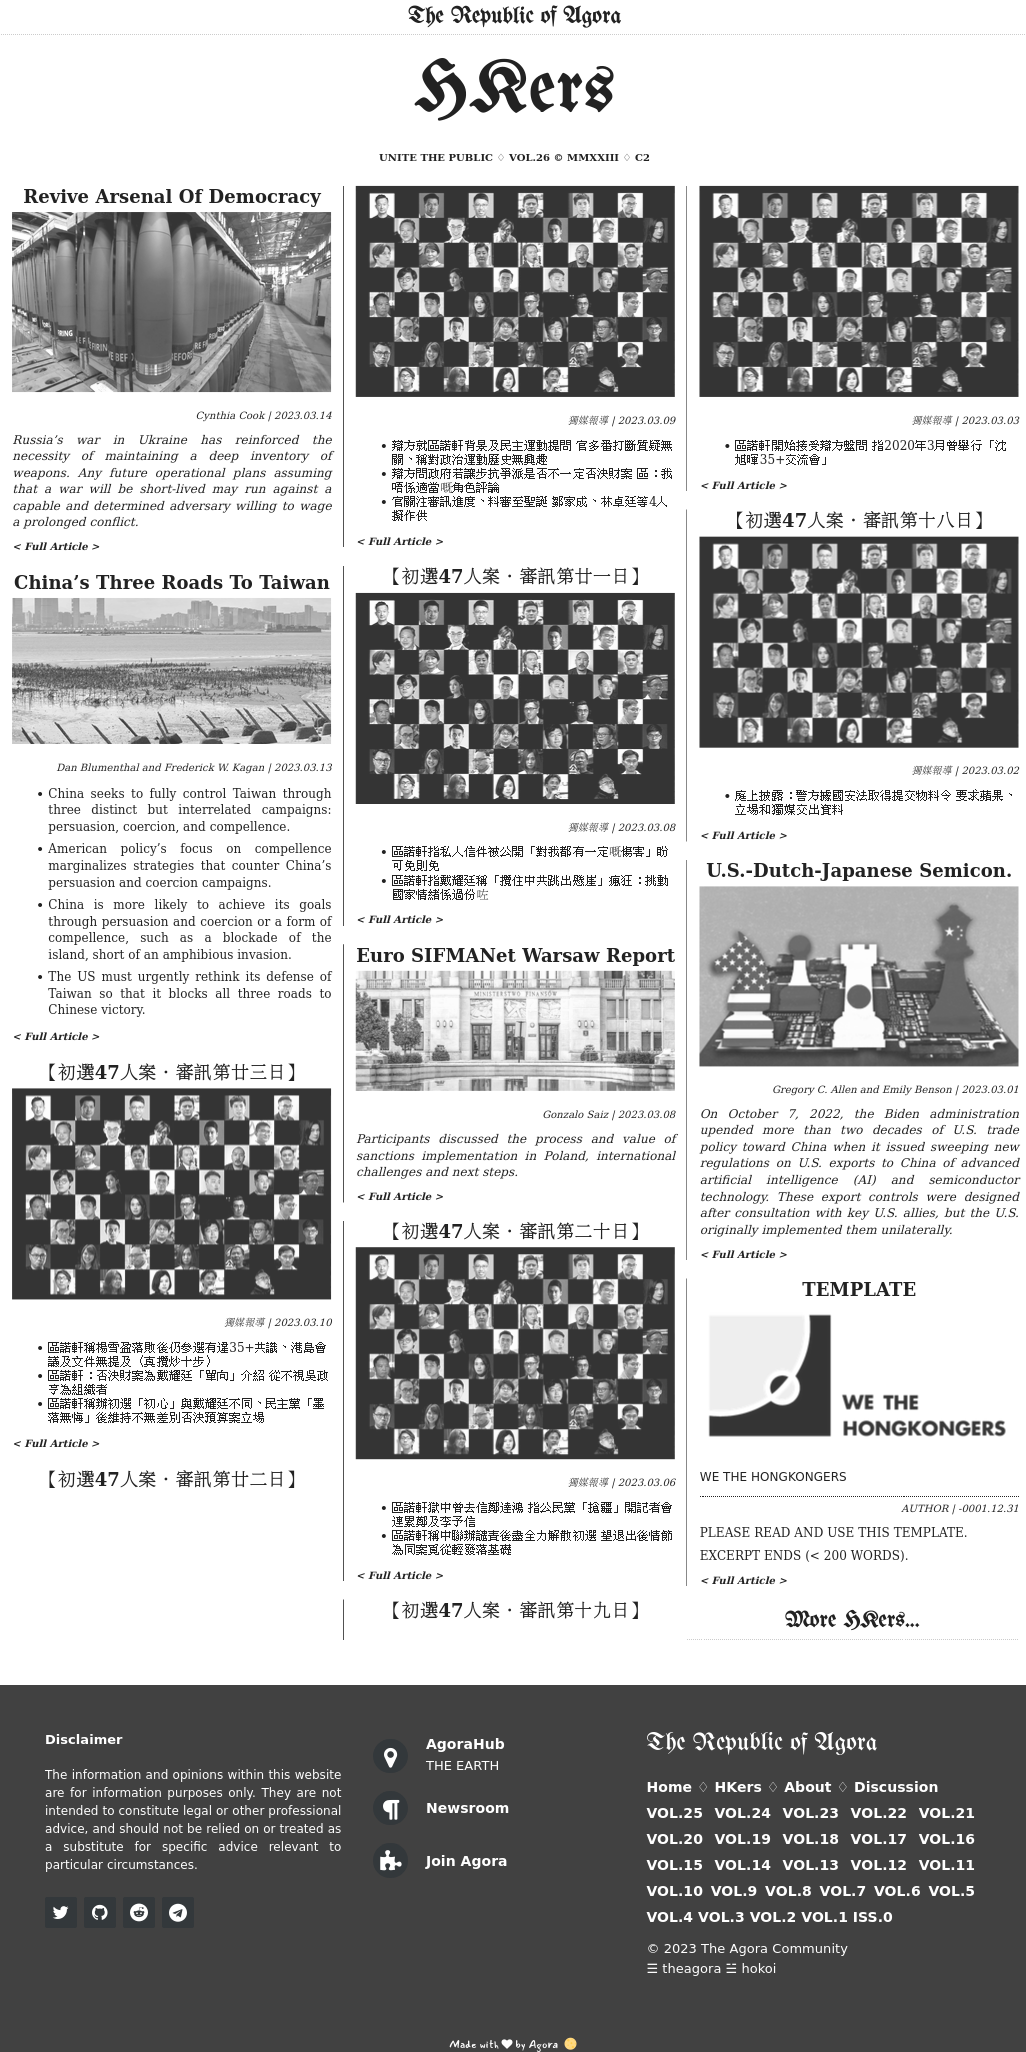 The Republic of Agora
HKers
UNITE THE PUBLIC ♢ VOL.26 © MMXXIII ♢ C2
Revive Arsenal Of Democracy
Cynthia Cook | 2023.03.14
Russia’s war in Ukraine has reinforced the
necessity of maintaining a deep inventory of
weapons. Any future operational plans assuming
that a war will be short-lived may run against a
capable and determined adversary willing to wage
a prolonged conflict.
< Full Article >
China’s Three Roads To Taiwan
Dan Blumenthal and Frederick W. Kagan | 2023.03.13
• China seeks to fully control Taiwan through
three distinct but interrelated campaigns:
persuasion, coercion, and compellence.
• American policy’s focus on compellence
marginalizes strategies that counter China’s
persuasion and coercion campaigns.
• China is more likely to achieve its goals
through persuasion and coercion or a form of
compellence, such as a blockade of the
island, short of an amphibious invasion.
• The US must urgently rethink its defense of
Taiwan so that it blocks all three roads to
Chinese victory.
< Full Article >
【初選47人案・審訊第廿三日】
獨媒報導 | 2023.03.10
• 區諾軒稱楊雪盈落敗後仍參選有違35+共識、港島會
議及文件無提及〈真攬炒十步〉
• 區諾軒：否決財案為戴耀廷「單向」介紹 從不視吳政
亨為組織者
• 區諾軒稱辦初選「初心」與戴耀廷不同、民主黨「墨
落無悔」後維持不無差別否決預算案立場
< Full Article >
【初選47人案・審訊第廿二日】
獨媒報導 | 2023.03.09
• 辯方就區諾軒背景及民主運動提問 官多番打斷質疑無
關、稱對政治運動歷史無興趣
• 辯方問政府若讓步抗爭派是否不一定否決財案 區：我
唔係適當嘅角色評論
• 官關注審訊進度、料審至聖誕 鄒家成、林卓廷等4人
擬作供
< Full Article >
【初選47人案・審訊第廿一日】
獨媒報導 | 2023.03.08
• 區諾軒指私人信件被公開「對我都有一定嘅傷害」盼
可免則免
• 區諾軒指戴耀廷稱「攬住中共跳出懸崖」瘋狂：挑動
國家情緒係過份咗
< Full Article >
Euro SIFMANet Warsaw Report
MINISTERSTWO FINANSÓW
Gonzalo Saiz | 2023.03.08
Participants discussed the process and value of
sanctions implementation in Poland, international
challenges and next steps.
< Full Article >
【初選47人案・審訊第二十日】
獨媒報導 | 2023.03.06
• 區諾軒獄中曾去信鄭達鴻 指公民黨「搶疆」開記者會
連累鄭及李予信
• 區諾軒稱中聯辦譴責後盡全力解散初選 望退出後情節
為同案冤從輕發落基礎
< Full Article >
【初選47人案・審訊第十九日】
獨媒報導 | 2023.03.03
• 區諾軒開始接受辯方盤問 指2020年3月曾舉行「沈
旭暉35+交流會」
< Full Article >
【初選47人案・審訊第十八日】
獨媒報導 | 2023.03.02
• 庭上披露：警方據國安法取得提交物料令 要求蘋果、
立場和獨媒交出資料
< Full Article >
U.S.-Dutch-Japanese Semicon.
Gregory C. Allen and Emily Benson | 2023.03.01
On October 7, 2022, the Biden administration
upended more than two decades of U.S. trade
policy toward China when it issued sweeping new
regulations on U.S. exports to China of advanced
artificial intelligence (AI) and semiconductor
technology. These export controls were designed
after consultation with key U.S. allies, but the U.S.
originally implemented them unilaterally.
< Full Article >
TEMPLATE
WE THE
HONGKONGERS
WE THE HONGKONGERS
AUTHOR | -0001.12.31
PLEASE READ AND USE THIS TEMPLATE.
EXCERPT ENDS (< 200 WORDS).
< Full Article >
More HKers...
Disclaimer
The information and opinions within this website
are for information purposes only. They are not
intended to constitute legal or other professional
advice, and should not be relied on or treated as
a substitute for specific advice relevant to
particular circumstances.
AgoraHub
THE EARTH
Newsroom
Join Agora
The Republic of Agora
Home ♢ HKers ♢ About ♢ Discussion
VOL.25 VOL.24 VOL.23 VOL.22 VOL.21
VOL.20 VOL.19 VOL.18 VOL.17 VOL.16
VOL.15 VOL.14 VOL.13 VOL.12 VOL.11
VOL.10 VOL.9 VOL.8 VOL.7 VOL.6 VOL.5
VOL.4 VOL.3 VOL.2 VOL.1 ISS.0
© 2023 The Agora Community
☰ theagora ☱ hokoi
Made with ❤ by Agora